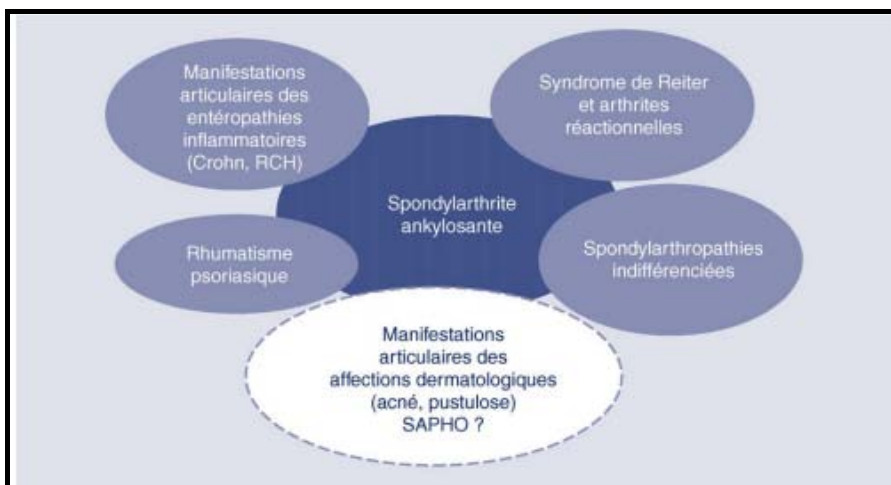 Manifestations
articulaires des
entéropathies
inflammatoires
(Crohn, RCH)
Syndrome de Reiter
et arthrites
réactionnelles
Spondylarthrite
ankylosante
Rhumatisme
psoriasique
Spondylarthropathies
indifférenciées
Manifestations
articulaires des
affections dermatologiques
(acné, pustulose)
SAPHO ?